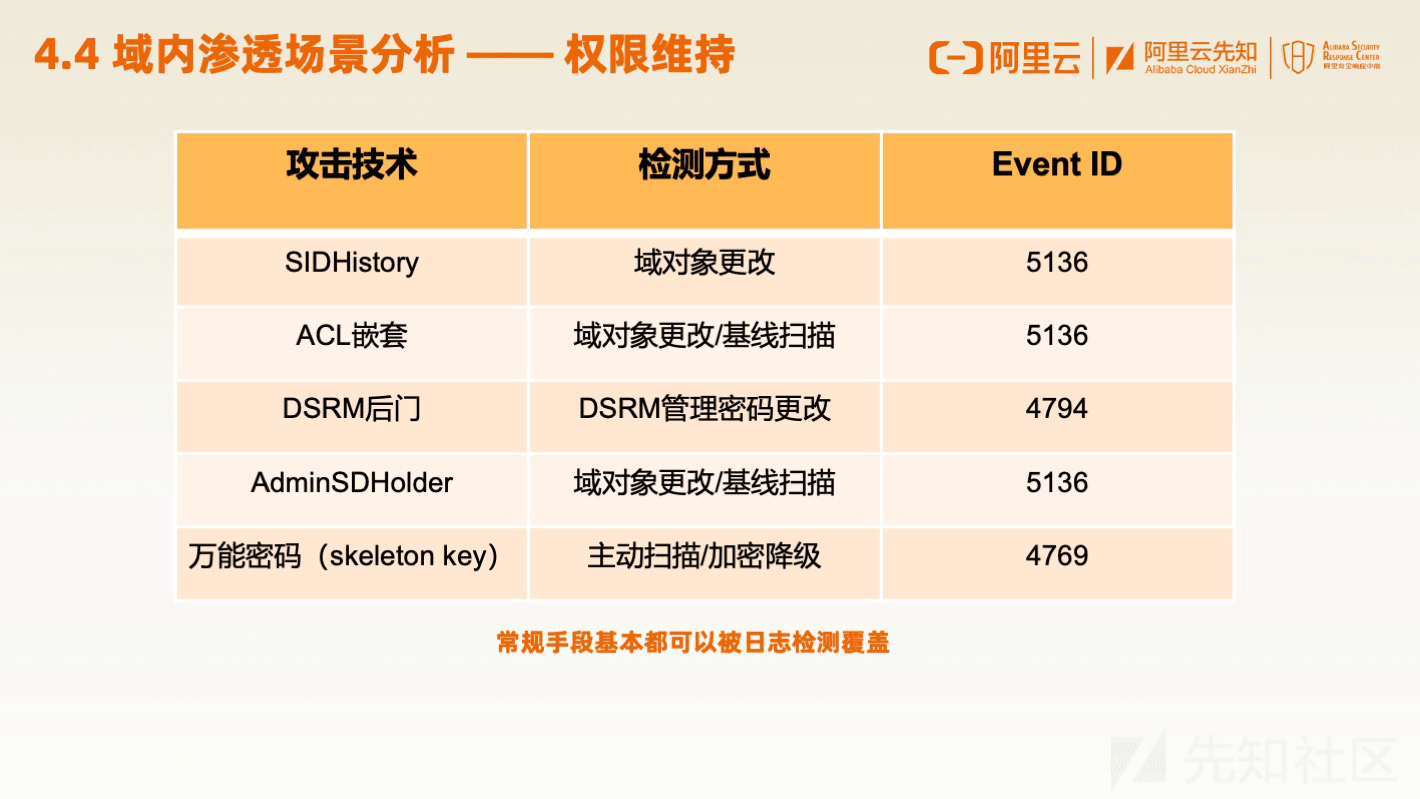 4.4 域内渗透场景分析 —— 权限维持
阿里云
阿里云先知
Alibaba Cloud XianZhi
ALIBABA SECURITY
RESPONSE CENTER
阿里安全响应中心
攻击技术 检测方式 Event ID
SIDHistory 域对象更改 5136
ACL嵌套 域对象更改/基线扫描 5136
DSRM后门 DSRM管理密码更改 4794
AdminSDHolder 域对象更改/基线扫描 5136
万能密码（skeleton key） 主动扫描/加密降级 4769
常规手段基本都可以被日志检测覆盖
先知社区